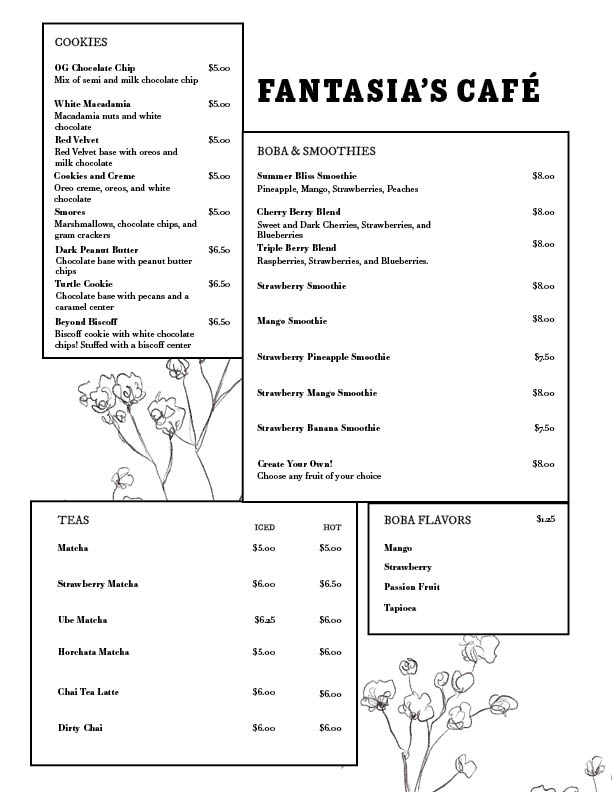 FANTASIA'S CAFÉ
COOKIES
OG Chocolate Chip $5.00
Mix of semi and milk chocolate chip
White Macadamia $5.00
Macadamia nuts and white
chocolate
Red Velvet $5.00
Red Velvet base with oreos and
milk chocolate
Cookies and Creme $5.00
Oreo creme, oreos, and white
chocolate
Smores $5.00
Marshmallows, chocolate chips, and
gram crackers
Dark Peanut Butter $6.50
Chocolate base with peanut butter
chips
Turtle Cookie $6.50
Chocolate base with pecans and a
caramel center
Beyond Biscoff $6.50
Biscoff cookie with white chocolate
chips! Stuffed with a biscoff center
BOBA & SMOOTHIES
Summer Bliss Smoothie $8.00
Pineapple, Mango, Strawberries, Peaches
Cherry Berry Blend $8.00
Sweet and Dark Cherries, Strawberries, and
Blueberries
Triple Berry Blend $8.00
Raspberries, Strawberries, and Blueberries.
Strawberry Smoothie $8.00
Mango Smoothie $8.00
Strawberry Pineapple Smoothie $7.50
Strawberry Mango Smoothie $8.00
Strawberry Banana Smoothie $7.50
Create Your Own! $8.00
Choose any fruit of your choice
TEAS
ICED HOT
Matcha $5.00 $5.00
Strawberry Matcha $6.00 $6.50
Ube Matcha $6.25 $6.00
Horchata Matcha $5.00 $6.00
Chai Tea Latte $6.00 $6.00
Dirty Chai $6.00 $6.00
BOBA FLAVORS $1.25
Mango
Strawberry
Passion Fruit
Tapioca